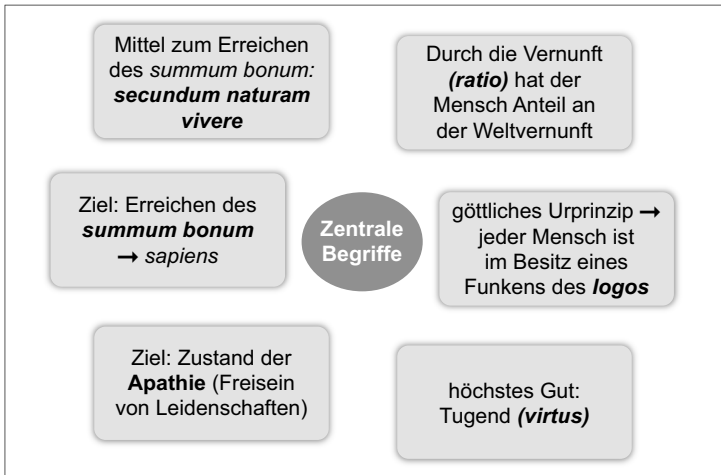 Mittel zum Erreichen
des summum bonum:
secundum naturam
vivere
Durch die Vernunft
(ratio) hat der
Mensch Anteil an
der Weltvernunft
Ziel: Erreichen des
summum bonum
→ sapiens
Zentrale
Begriffe
göttliches Urprinzip →
jeder Mensch ist
im Besitz eines
Funkens des logos
Ziel: Zustand der
Apathie (Freisein
von Leidenschaften)
höchstes Gut:
Tugend (virtus)